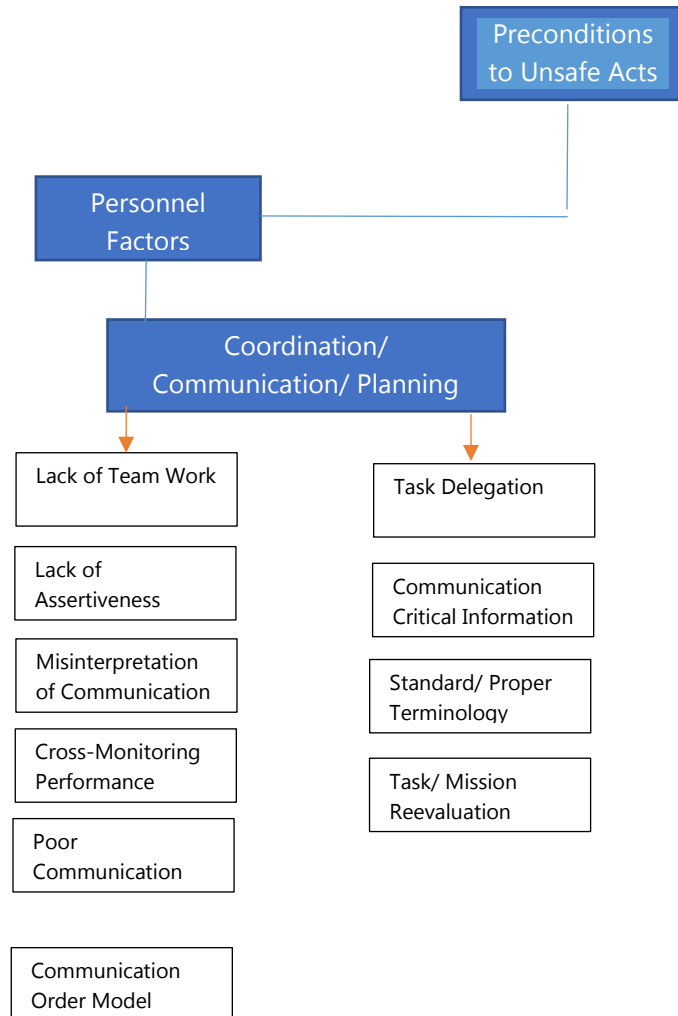 Preconditions
to Unsafe Acts
Personnel
Factors
Coordination/
Communication/ Planning
Lack of Team Work
Lack of
Assertiveness
Misinterpretation
of Communication
Cross-Monitoring
Performance
Poor
Communication
Communication
Order Model
Task Delegation
Communication
Critical Information
Standard/ Proper
Terminology
Task/ Mission
Reevaluation